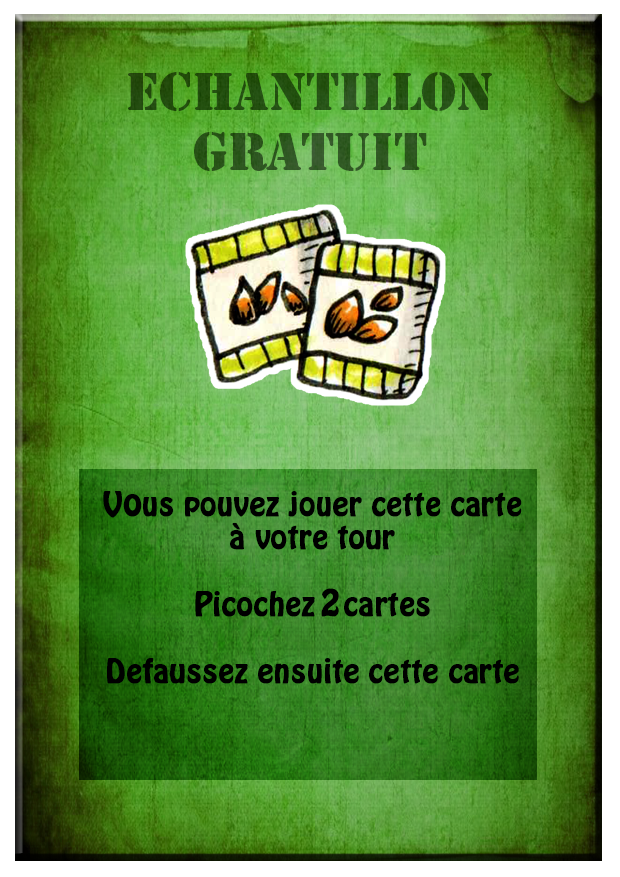 ECHANTILLON
GRATUIT
Vous pouvez jouer cette carte
à votre tour
Picochez 2 cartes
Defaussez ensuite cette carte